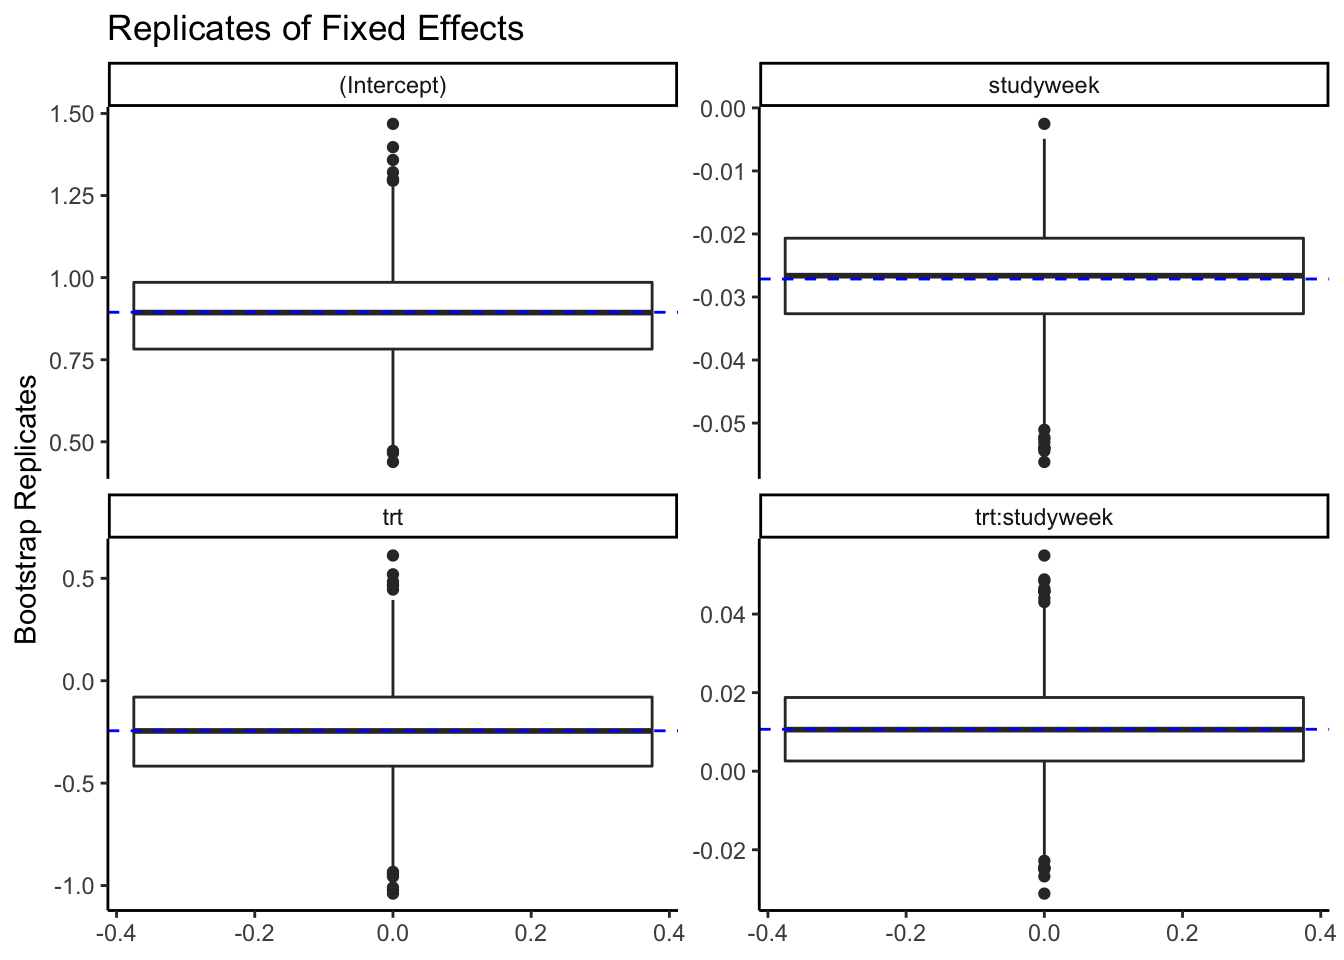 Replicates of Fixed Effects
(Intercept)
1.50
1.25
1.00
0.75
0.50
studyweek
0.00
-0.01
-0.02
-0.03
-0.04
-0.05
Bootstrap Replicates
trt
0.5
0.0
-0.5
-1.0
-0.4 -0.2 0.0 0.2 0.4
trt:studyweek
0.04
0.02
0.00
-0.02
-0.4 -0.2 0.0 0.2 0.4